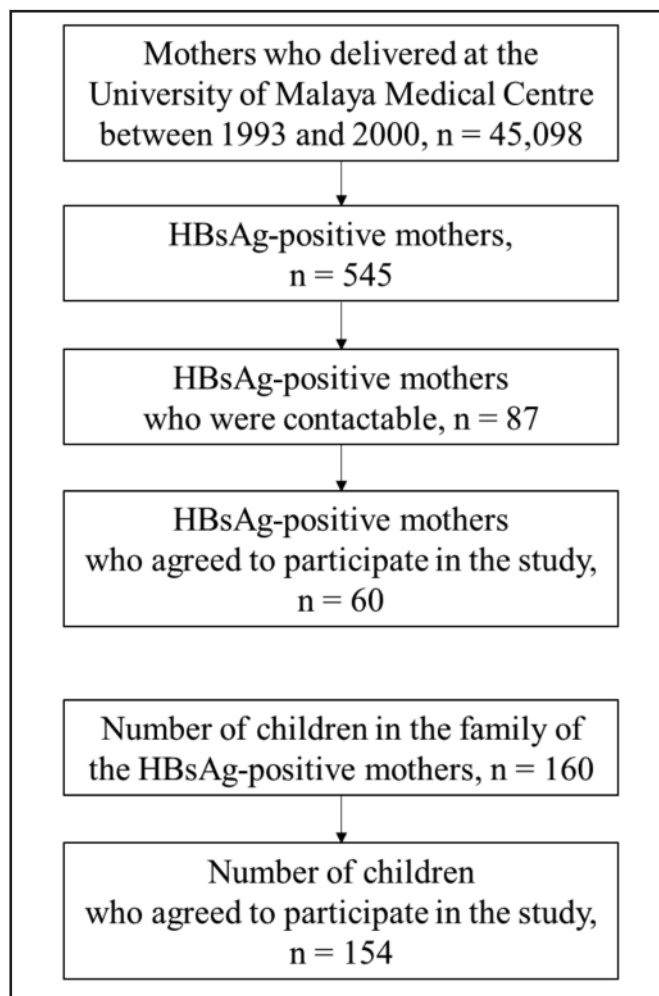 Mothers who delivered at the
University of Malaya Medical Centre
between 1993 and 2000, n = 45,098
HBsAg-positive mothers,
n = 545
HBsAg-positive mothers
who were contactable, n = 87
HBsAg-positive mothers
who agreed to participate in the study,
n = 60
Number of children in the family of
the HBsAg-positive mothers, n = 160
Number of children
who agreed to participate in the study,
n = 154